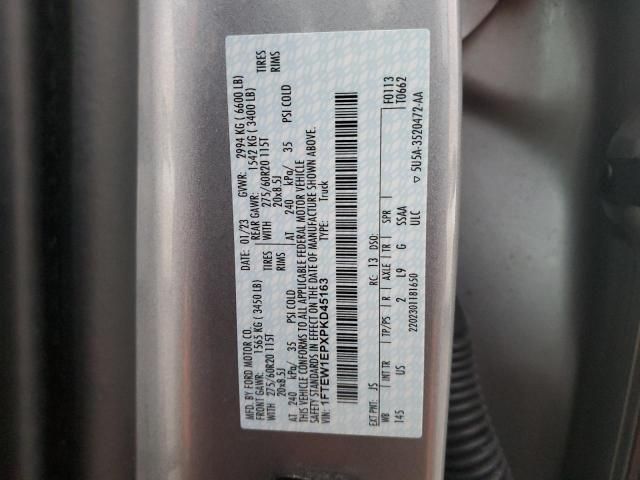 MFD. BY FORD MOTOR CO.
DATE: 01/23 GVWR: 2994 KG ( 6600 LB)
FRONT GAWR: 1565 KG ( 3450 LB) REAR GAWR: 1542 KG ( 3400 LB)
WITH 275/60R20 115T TIRES WITH 275/60R20 115T TIRES
20x8.5J RIMS 20x8.5J RIMS
AT 240 kPa/ 35 PSI COLD AT 240 kPa/ 35 PSI COLD
THIS VEHICLE CONFORMS TO ALL APPLICABLE FEDERAL MOTOR VEHICLE
SAFETY STANDARDS IN EFFECT ON THE DATE OF MANUFACTURE SHOWN ABOVE.
VIN: 1FTEW1EPXPKD45163
TYPE: Truck
F0113
T0662
EXT PNT: JS RC: 13 DSO:
WB INT TR TP/PS R AXLE TR SPR
145 US 2 L9 G SSAA
ULC
2202301181650
▽ 5U5A-3520472-AA